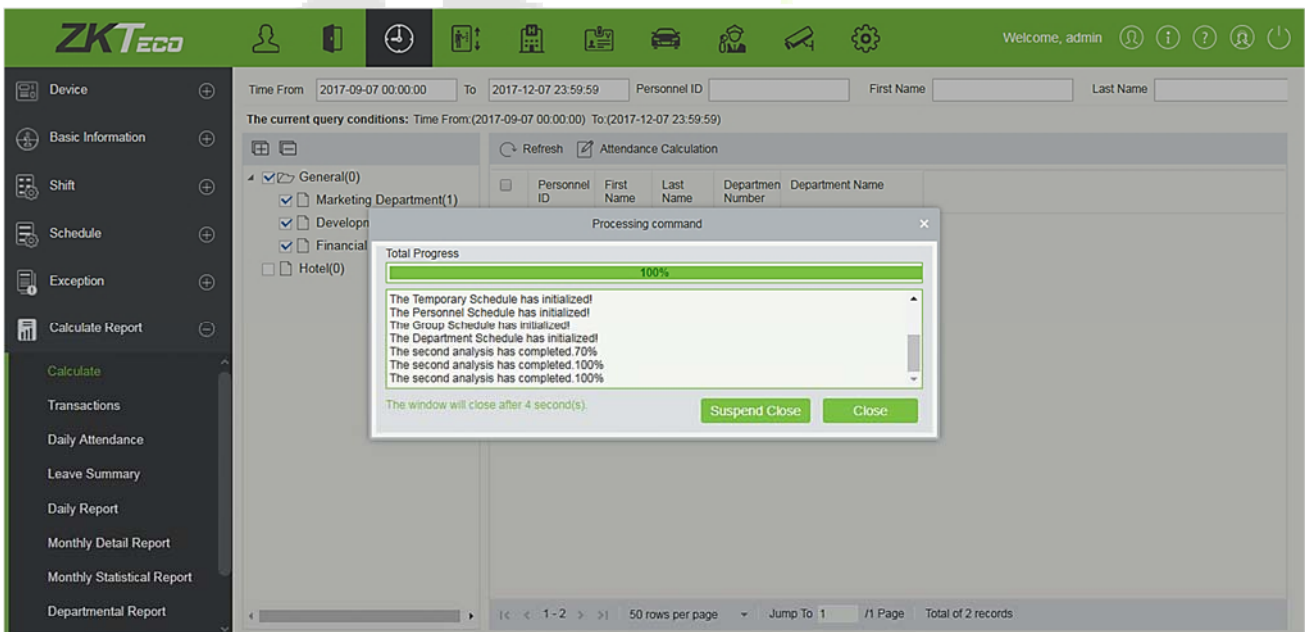 ZKTeco
Welcome, admin
Device
Basic Information
Shift
Schedule
Exception
Calculate Report
Calculate
Transactions
Daily Attendance
Leave Summary
Daily Report
Monthly Detail Report
Monthly Statistical Report
Departmental Report
Time From 2017-09-07 00:00:00 To 2017-12-07 23:59:59 Personnel ID First Name Last Name
The current query conditions: Time From:(2017-09-07 00:00:00) To:(2017-12-07 23:59:59)
Refresh Attendance Calculation
General(0)
Marketing Department(1)
Developm
Financial
Hotel(0)
Personnel ID First Name Last Name Departmen Number Department Name
Processing command
Total Progress
100%
The Temporary Schedule has initialized!
The Personnel Schedule has initialized!
The Group Schedule has initialized!
The Department Schedule has initialized!
The second analysis has completed.70%
The second analysis has completed.100%
The second analysis has completed.100%
The window will close after 4 second(s).
Suspend Close Close
1-2 50 rows per page Jump To 1 /1 Page Total of 2 records